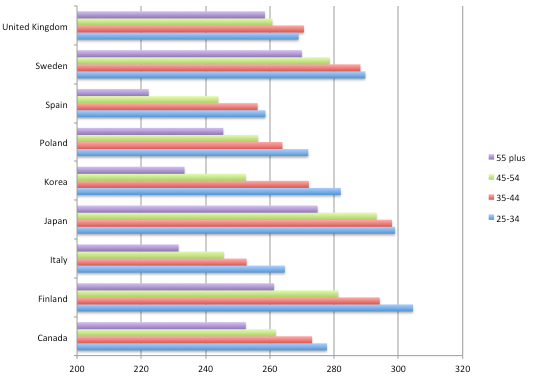 United Kingdom
Sweden
Spain
Poland
Korea
Japan
Italy
Finland
Canada
55 plus
45-54
35-44
25-34
200 220 240 260 280 300 320